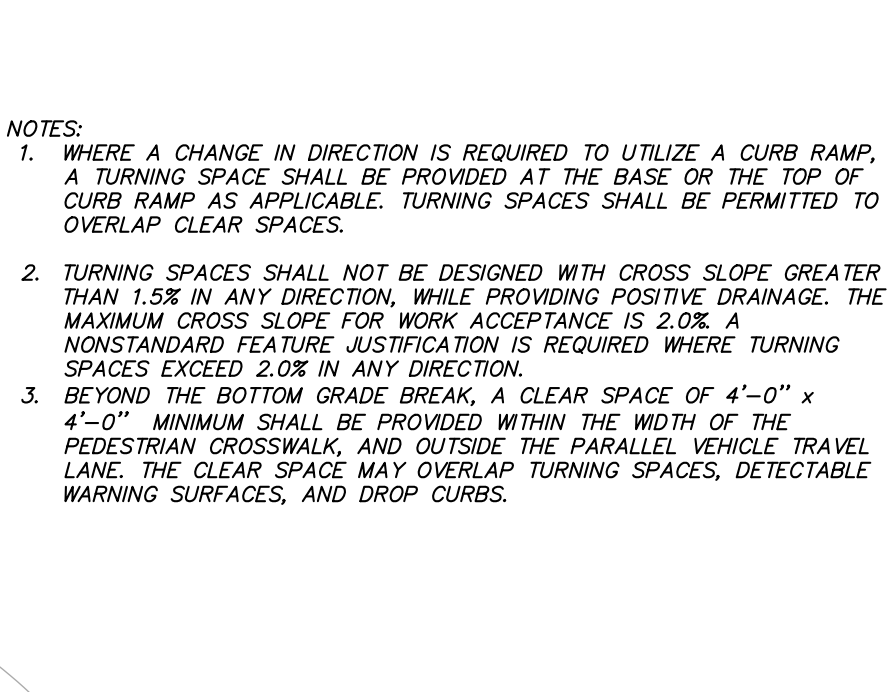 NOTES:
1. WHERE A CHANGE IN DIRECTION IS REQUIRED TO UTILIZE A CURB RAMP,
A TURNING SPACE SHALL BE PROVIDED AT THE BASE OR THE TOP OF
CURB RAMP AS APPLICABLE. TURNING SPACES SHALL BE PERMITTED TO
OVERLAP CLEAR SPACES.
2. TURNING SPACES SHALL NOT BE DESIGNED WITH CROSS SLOPE GREATER
THAN 1.5% IN ANY DIRECTION, WHILE PROVIDING POSITIVE DRAINAGE. THE
MAXIMUM CROSS SLOPE FOR WORK ACCEPTANCE IS 2.0%. A
NONSTANDARD FEATURE JUSTIFICATION IS REQUIRED WHERE TURNING
SPACES EXCEED 2.0% IN ANY DIRECTION.
3. BEYOND THE BOTTOM GRADE BREAK, A CLEAR SPACE OF 4'-0" x
4'-0" MINIMUM SHALL BE PROVIDED WITHIN THE WIDTH OF THE
PEDESTRIAN CROSSWALK, AND OUTSIDE THE PARALLEL VEHICLE TRAVEL
LANE. THE CLEAR SPACE MAY OVERLAP TURNING SPACES, DETECTABLE
WARNING SURFACES, AND DROP CURBS.